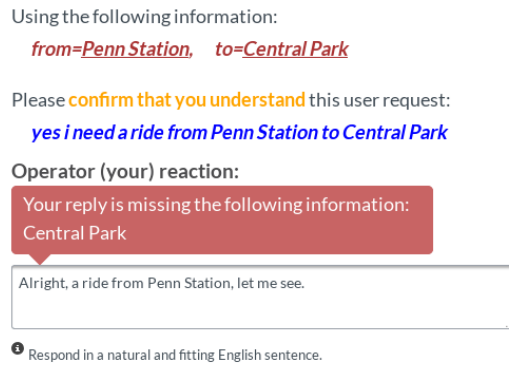 Using the following information:
from=Penn Station, to=Central Park
Please confirm that you understand this user request:
yes i need a ride from Penn Station to Central Park
Operator (your) reaction:
Your reply is missing the following information:
Central Park
Alright, a ride from Penn Station, let me see.
Respond in a natural and fitting English sentence.